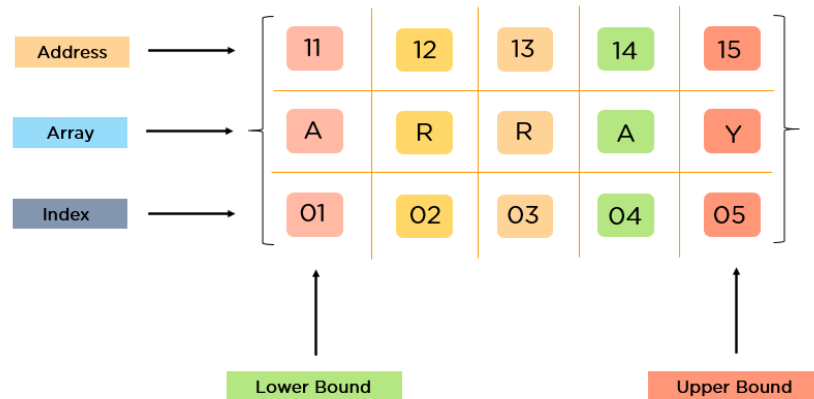 Address 11 12 13 14 15
Array A R R A Y
Index 01 02 03 04 05
Lower Bound Upper Bound